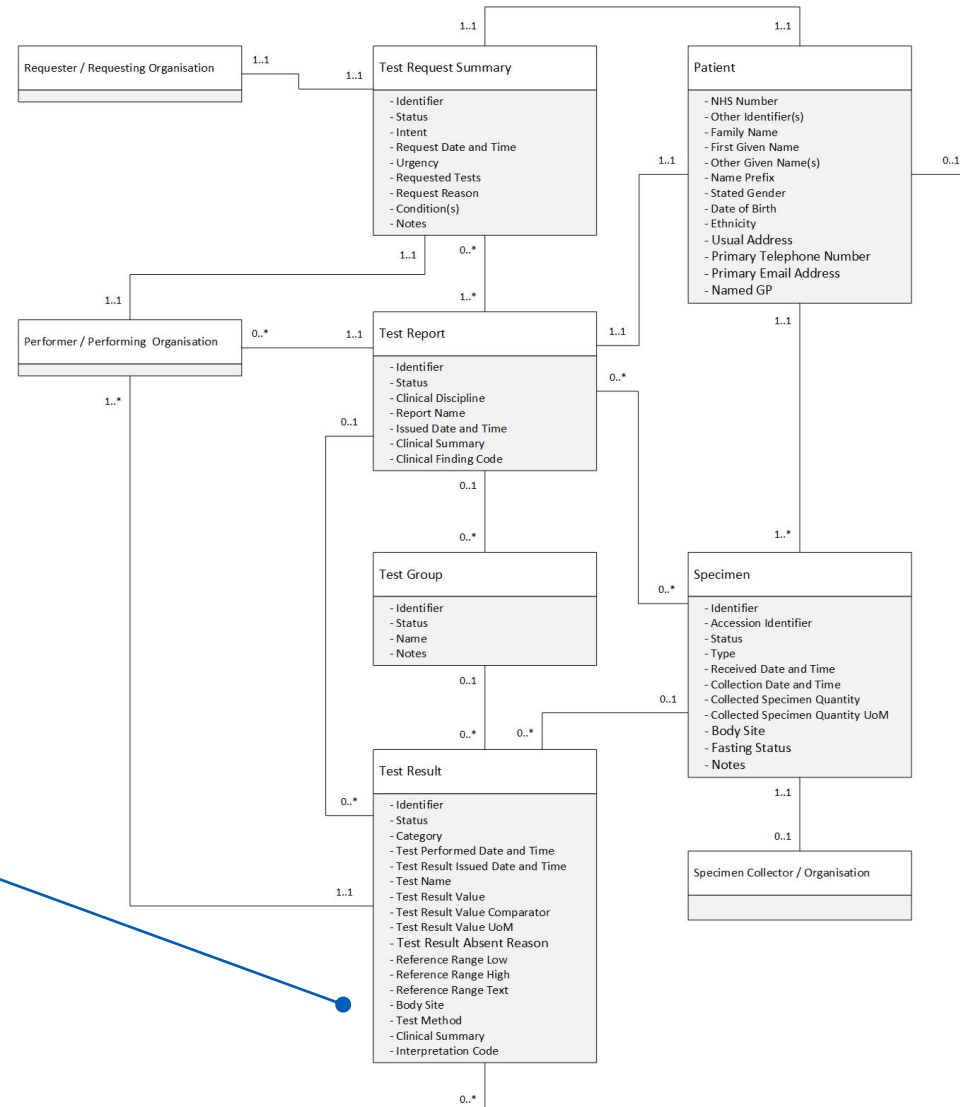 1..1
1..1
Requester / Requesting Organisation
1..1
1..1
Test Request Summary
- Identifier
- Status
- Intent
- Request Date and Time
- Urgency
- Requested Tests
- Request Reason
- Condition(s)
- Notes
Patient
- NHS Number
- Other Identifier(s)
- Family Name
- First Given Name
- Other Given Name(s)
- Name Prefix
- Stated Gender
- Date of Birth
- Ethnicity
- Usual Address
- Primary Telephone Number
- Primary Email Address
- Named GP
1..1
0..1
1..1
0..*
1..1
1..*
1..1
Performer / Performing  Organisation
0..*
1..1
Test Report
- Identifier
- Status
- Clinical Discipline
- Report Name
- Issued Date and Time
- Clinical Summary
- Clinical Finding Code
1..1
0..*
1..*
0..1
0..1
0..*
1..*
Test Group
- Identifier
- Status
- Name
- Notes
0..*
Specimen
- Identifier
- Accession Identifier
- Status
- Type
- Received Date and Time
- Collection Date and Time
- Collected Specimen Quantity
- Collected Specimen Quantity UoM
- Body Site
- Fasting Status
- Notes
0..1
0..1
0..*
0..*
Test Result
- Identifier
- Status
- Category
- Test Performed Date and Time
- Test Result Issued Date and Time
- Test Name
- Test Result Value
- Test Result Value Comparator
- Test Result Value UoM
- Test Result Absent Reason
- Reference Range Low
- Reference Range High
- Reference Range Text
- Body Site
- Test Method
- Clinical Summary
- Interpretation Code
0..*
1..1
1..1
0..1
Specimen Collector / Organisation
0..*